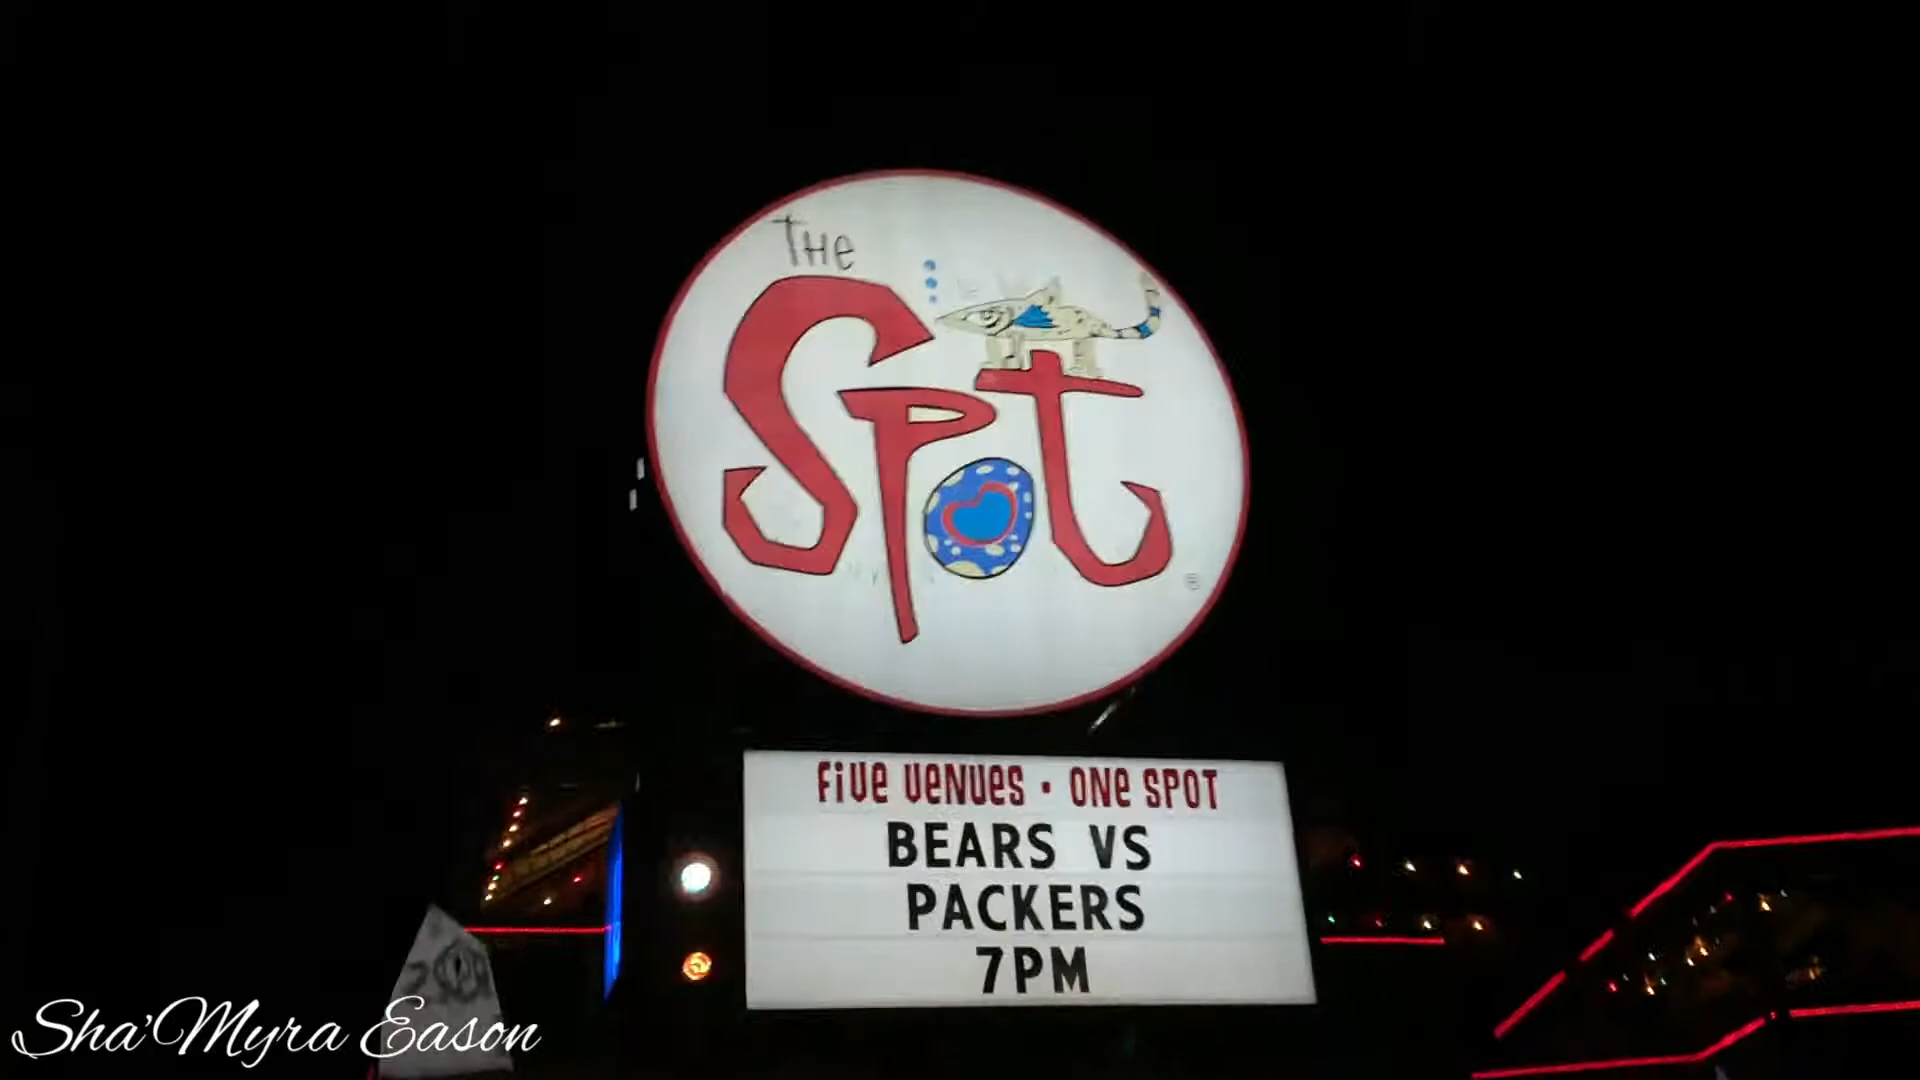 THe
Spot
®
FiVe VeNUeS • ONe SPOT
BEARS VS
PACKERS
7PM
Sha'Myra Eason